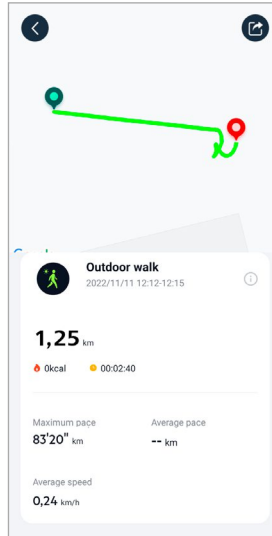 Outdoor walk
2022/11/11 12:12-12:15
1,25 km
0kcal 00:02:40
Maximum pace Average pace
83'20" km -- km
Average speed
0,24 km/h